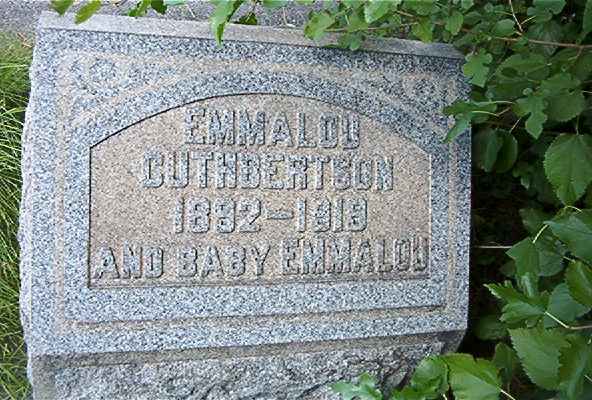 EMMALOU
CUTHBERTSON
1892–1919
AND BABY EMMALOU